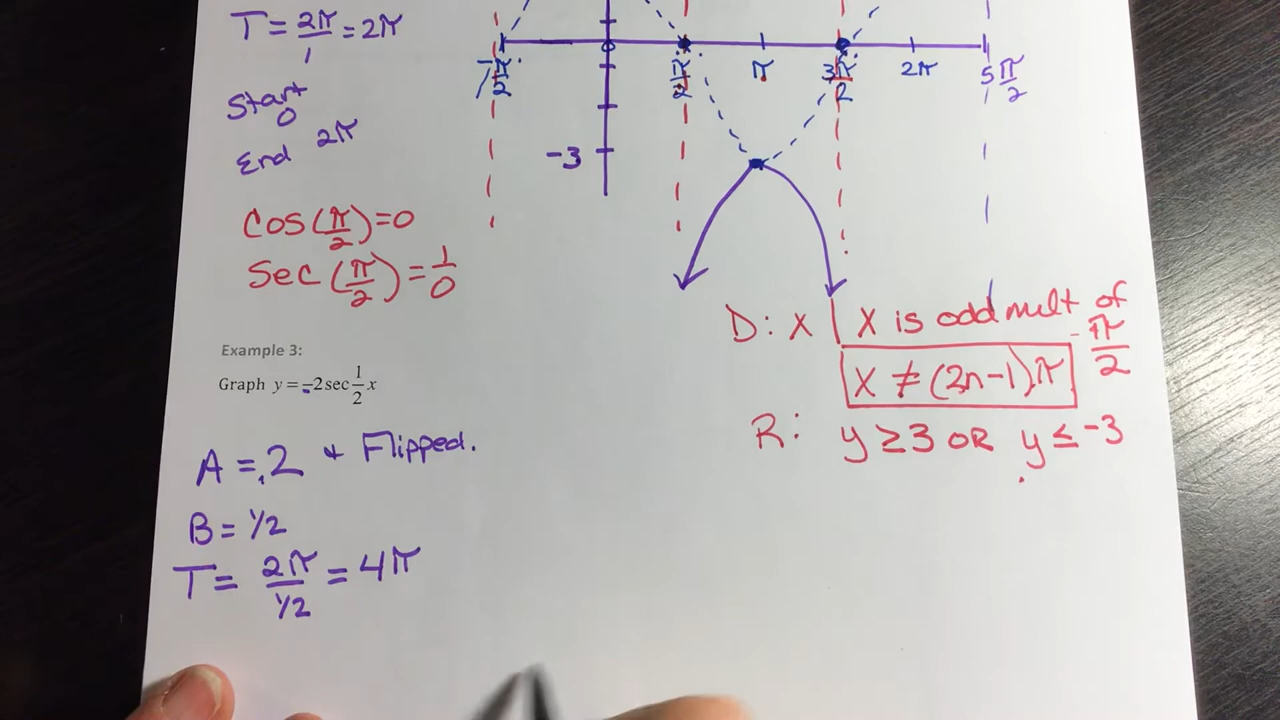 T = 2π/1 = 2π
-π/2 0 π/2 π 3π/2 2π 5π/2
Start 0
End 2π
-3
Cos(π/2)=0
Sec(π/2)=1/0
D: x | x is odd mult of π/2
x ≠ (2n-1)π
R: y ≥ 3 OR y ≤ -3
Example 3:
Graph y = -2 sec 1/2 x
A = 2 + Flipped.
B = 1/2
T = 2π/1/2 = 4π